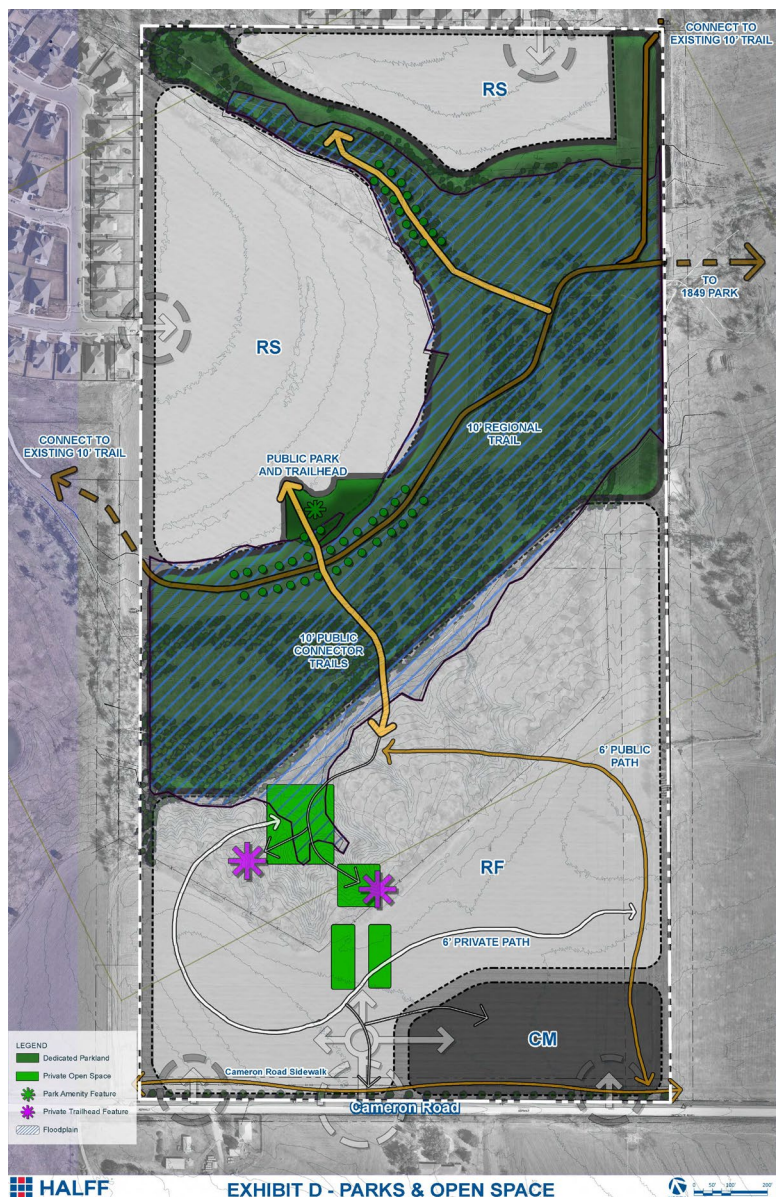 CONNECT TO
EXISTING 10' TRAIL
RS
TO
1849 PARK
RS
CONNECT TO
EXISTING 10' TRAIL
10' REGIONAL
TRAIL
PUBLIC PARK
AND TRAILHEAD
10' PUBLIC
CONNECTOR
TRAILS
6' PUBLIC
PATH
RF
6' PRIVATE PATH
CM
LEGEND
Dedicated Parkland
Private Open Space
Park Amenity Feature
Private Trailhead Feature
Floodplain
Cameron Road Sidewalk
Cameron Road
HALFF
EXHIBIT D - PARKS & OPEN SPACE
0 50' 100' 200'